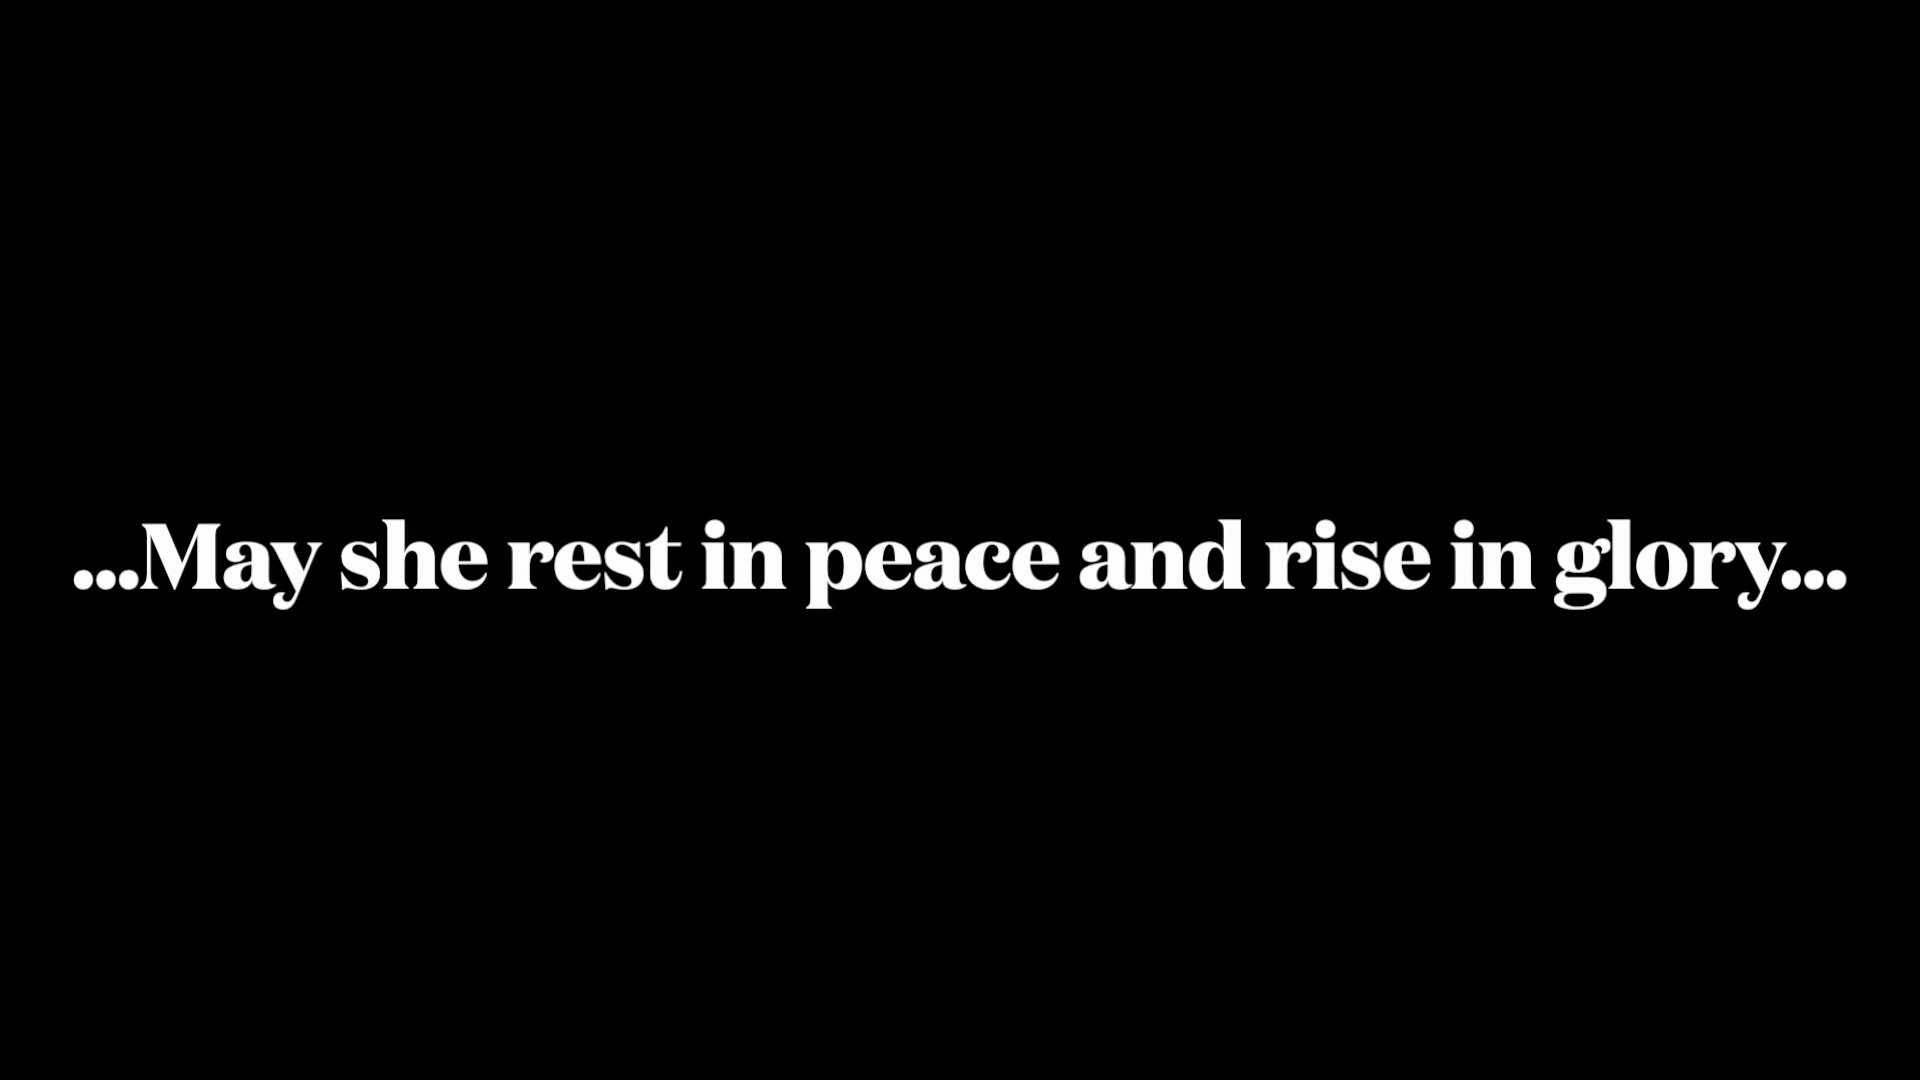 ...May she rest in peace and rise in glory...